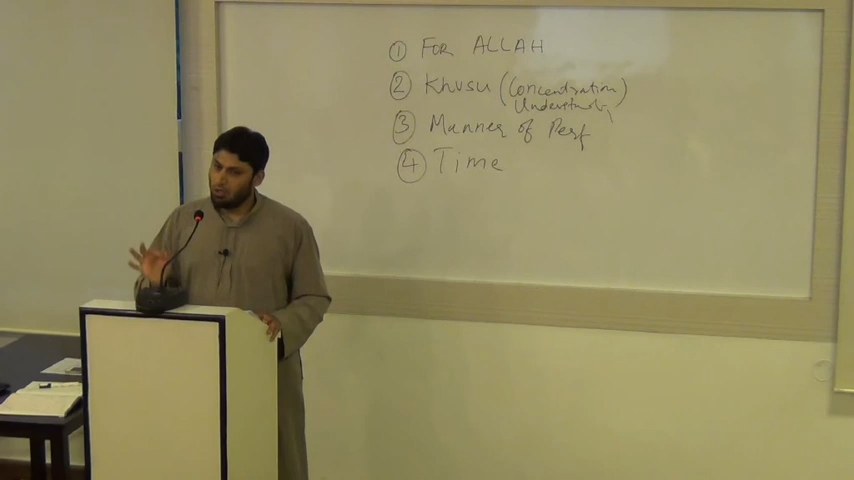 ① FOR ALLAH
② Khusu (Concentration
Understanding)
③ Manner of Perf
④ Time